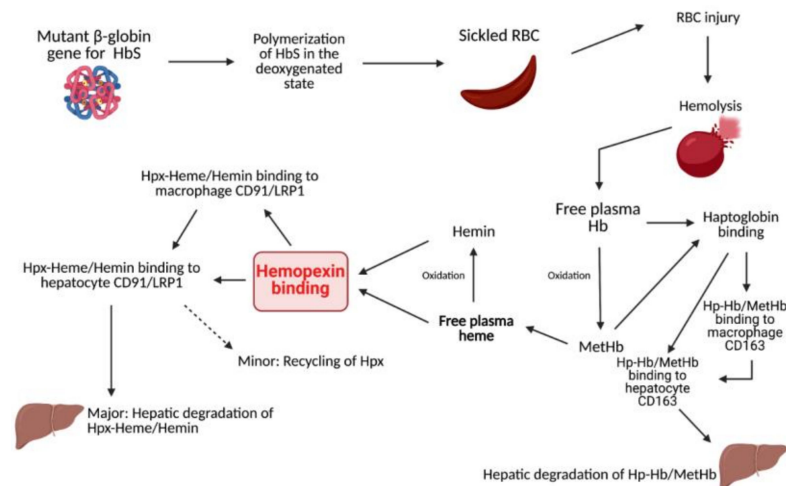 Mutant β-globin
gene for HbS
Polymerization
of HbS in the
deoxygenated
state
Sickled RBC
RBC injury
Hemolysis
Free plasma
Hb
Haptoglobin
binding
Oxidation
Hp-Hb/MetHb
binding to
macrophage
CD163
MetHb
Hp-Hb/MetHb
binding to
hepatocyte
CD163
Hepatic degradation of Hp-Hb/MetHb
Free plasma
heme
Oxidation
Hemin
Hemopexin
binding
Hpx-Heme/Hemin binding to
macrophage CD91/LRP1
Hpx-Heme/Hemin binding to
hepatocyte CD91/LRP1
Minor: Recycling of Hpx
Major: Hepatic degradation of
Hpx-Heme/Hemin